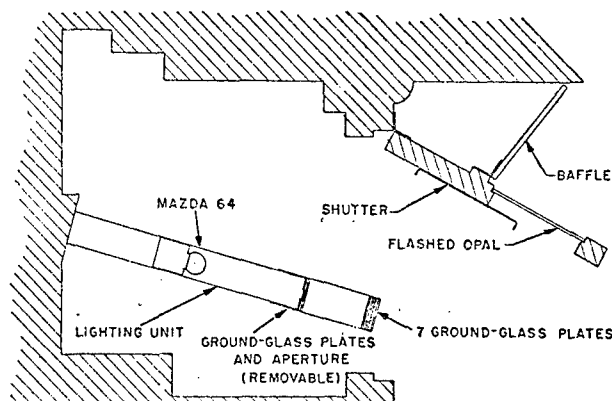 MAZDA 64
BAFFLE
SHUTTER
FLASHED OPAL
LIGHTING UNIT
GROUND-GLASS PLATES
AND APERTURE
(REMOVABLE)
7 GROUND-GLASS PLATES